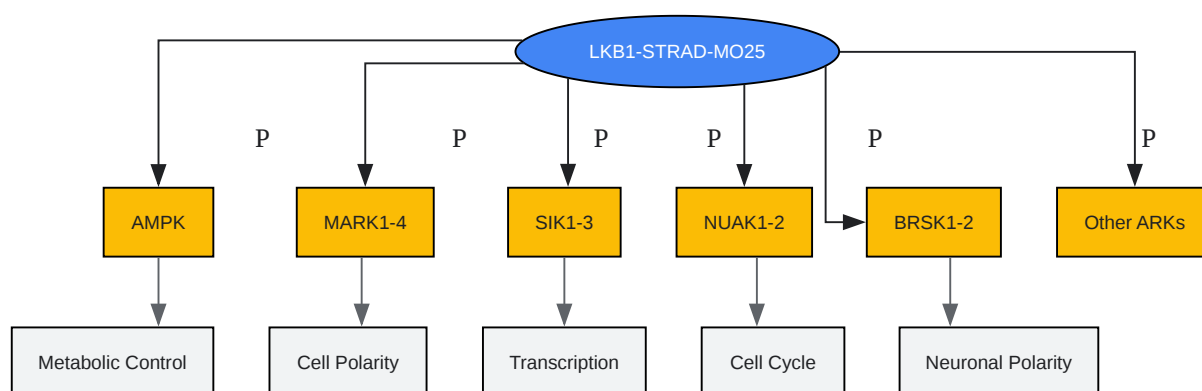 LKB1-STRAD-MO25
P P P P P P
AMPK MARK1-4 SIK1-3 NUAK1-2 BRSK1-2 Other ARKs
Metabolic Control Cell Polarity Transcription Cell Cycle Neuronal Polarity